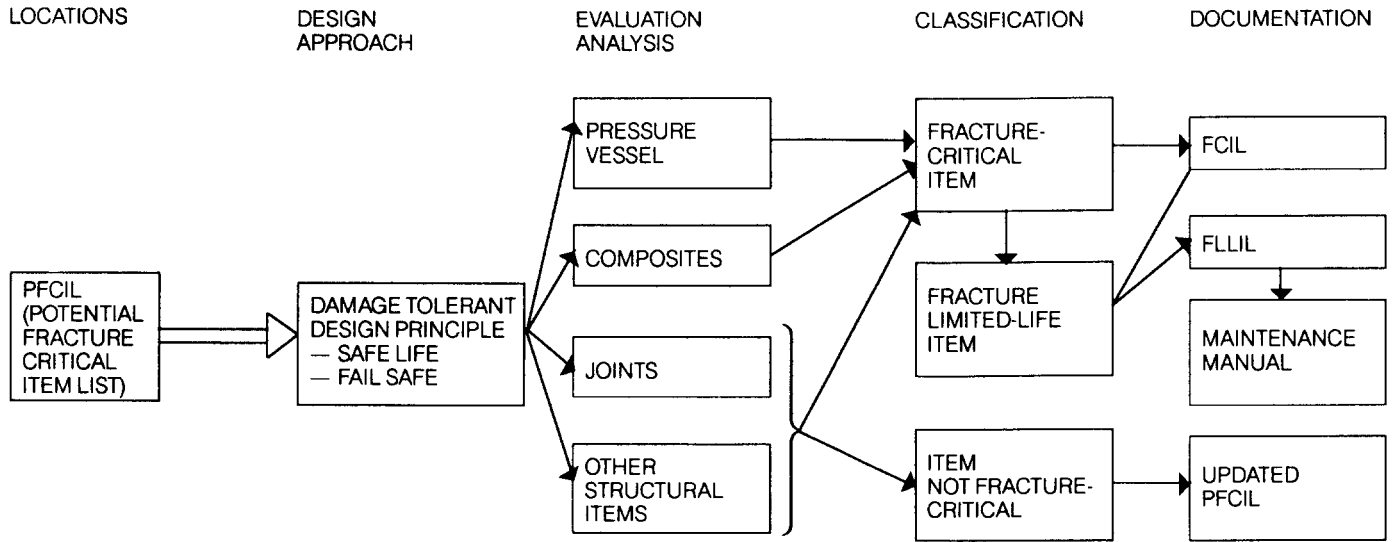 LOCATIONS
DESIGN
APPROACH
EVALUATION
ANALYSIS
CLASSIFICATION
DOCUMENTATION
PFCIL
(POTENTIAL
FRACTURE
CRITICAL
ITEM LIST)
DAMAGE TOLERANT
DESIGN PRINCIPLE
— SAFE LIFE
— FAIL SAFE
PRESSURE
VESSEL
COMPOSITES
JOINTS
OTHER
STRUCTURAL
ITEMS
FRACTURE-
CRITICAL
ITEM
FRACTURE
LIMITED-LIFE
ITEM
ITEM
NOT FRACTURE-
CRITICAL
FCIL
FLLIL
MAINTENANCE
MANUAL
UPDATED
PFCIL